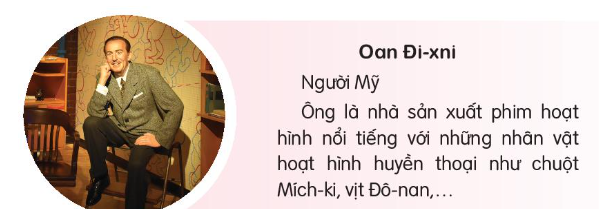 Oan Đi-xni
Người Mỹ
Ông là nhà sản xuất phim hoạt
hình nổi tiếng với những nhân vật
hoạt hình huyền thoại như chuột
Mích-ki, vịt Đô-nan,…